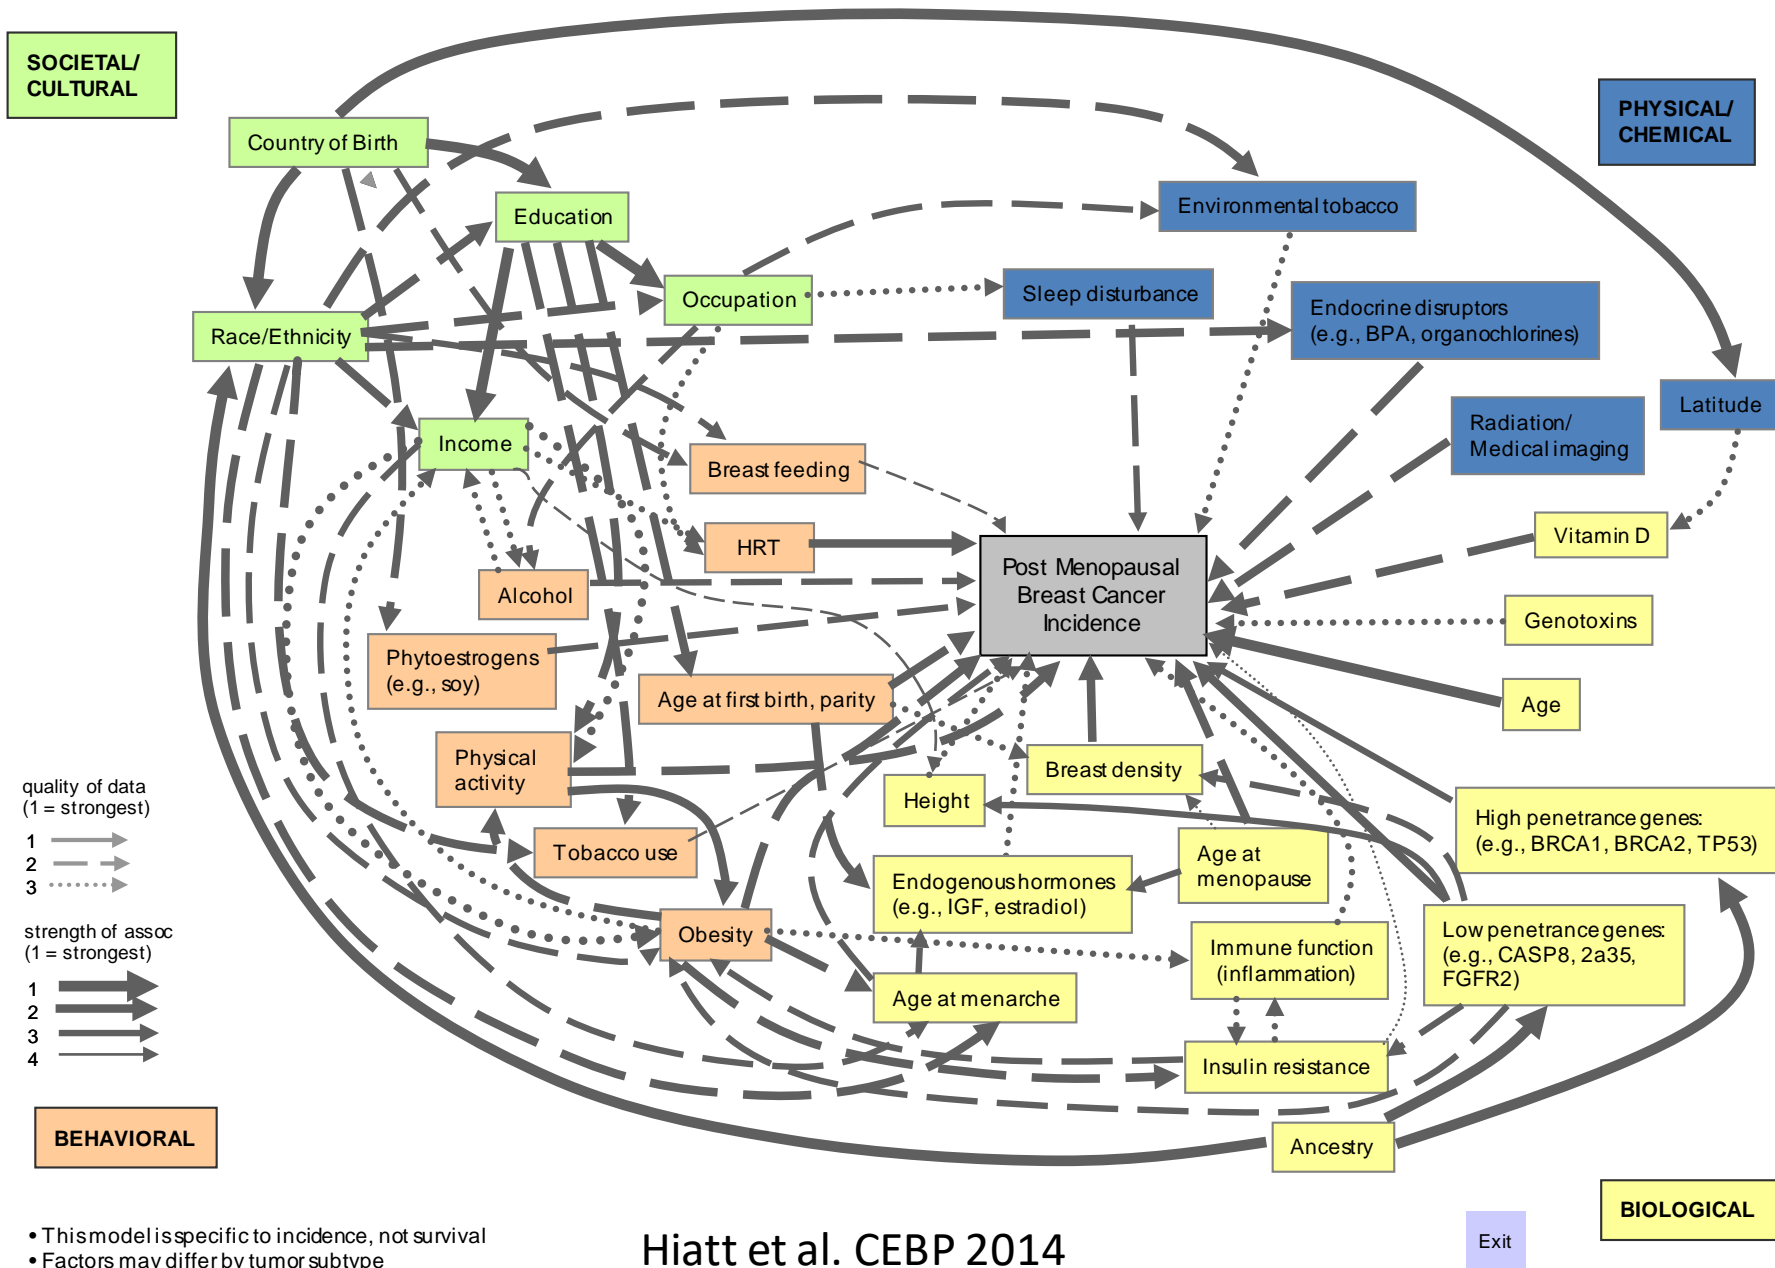 SOCIETAL/
CULTURAL
PHYSICAL/
CHEMICAL
Country of Birth
Education
Environmental tobacco
Occupation
Sleep disturbance
Endocrine disruptors
(e.g., BPA, organochlorines)
Race/Ethnicity
Latitude
Income
Radiation/
Medical imaging
Breast feeding
HRT
Vitamin D
Post Menopausal
Breast Cancer
Incidence
Alcohol
Genotoxins
Phytoestrogens
(e.g., soy)
Age at first birth, parity
Age
Physical
activity
Breast density
Height
High penetrance genes:
(e.g., BRCA1, BRCA2, TP53)
Tobacco use
Age at
menopause
Endogenous hormones
(e.g., IGF, estradiol)
Obesity
Immune function
(inflammation)
Low penetrance genes:
(e.g., CASP8, 2a35,
FGFR2)
Age at menarche
Insulin resistance
Ancestry
quality of data
(1 = strongest)
1
2
3
strength of assoc
(1 = strongest)
1
2
3
4
BEHAVIORAL
BIOLOGICAL
• This model is specific to incidence, not survival
• Factors may differ by tumor subtype
Hiatt et al. CEBP 2014
Exit